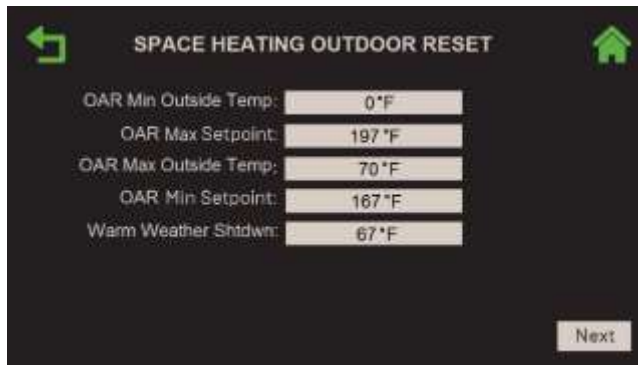 SPACE HEATING OUTDOOR RESET
OAR Min Outside Temp: 0°F
OAR Max Setpoint: 197°F
OAR Max Outside Temp: 70°F
OAR Min Setpoint: 167°F
Warm Weather Shtdwn: 67°F
Next